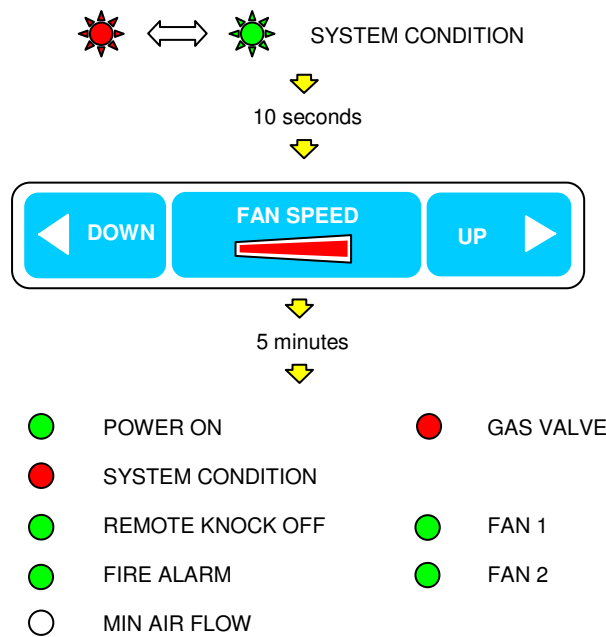 SYSTEM CONDITION
10 seconds
DOWN
FAN SPEED
UP
5 minutes
POWER ON GAS VALVE
SYSTEM CONDITION
REMOTE KNOCK OFF FAN 1
FIRE ALARM FAN 2
MIN AIR FLOW